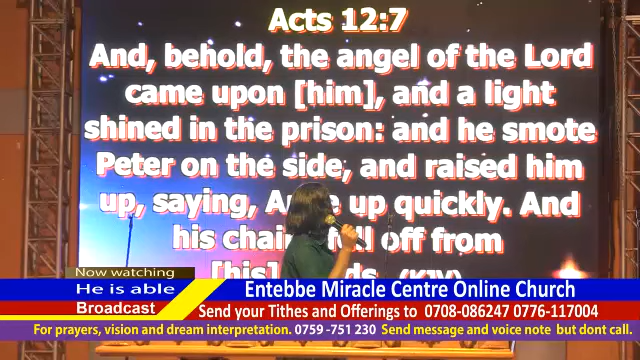 Acts 12:7
And, behold, the angel of the Lord
came upon [him], and a light
shined in the prison: and he smote
Peter on the side, and raised him
up, saying, up quickly. And
his off from
[his] (KJV)
Now watching
He is able
Broadcast
Entebbe Miracle Centre Online Church
Send your Tithes and Offerings to 0708-086247 0776-117004
For prayers, vision and dream interpretation. 0759 -751 230 Send message and voice note but dont call.